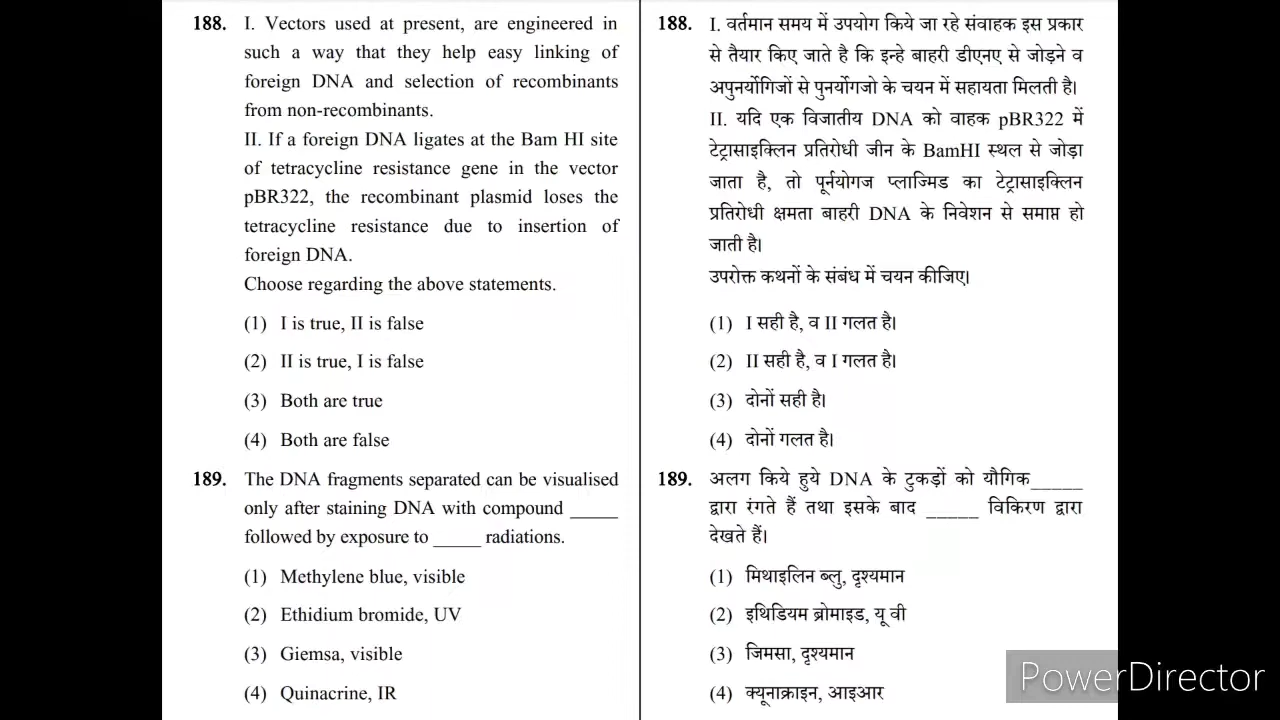 188. I. Vectors used at present, are engineered in
such a way that they help easy linking of
foreign DNA and selection of recombinants
from non-recombinants.
II. If a foreign DNA ligates at the Bam HI site
of tetracycline resistance gene in the vector
pBR322, the recombinant plasmid loses the
tetracycline resistance due to insertion of
foreign DNA.
Choose regarding the above statements.
(1) I is true, II is false
(2) II is true, I is false
(3) Both are true
(4) Both are false
189. The DNA fragments separated can be visualised
only after staining DNA with compound _____
followed by exposure to _____ radiations.
(1) Methylene blue, visible
(2) Ethidium bromide, UV
(3) Giemsa, visible
(4) Quinacrine, IR
188. I. वर्तमान समय में उपयोग किये जा रहे संवाहक इस प्रकार
से तैयार किए जाते है कि इन्हे बाहरी डीएनए से जोड़ने व
अपुनर्योगिजों से पुनर्योगजो के चयन में सहायता मिलती है।
II. यदि एक विजातीय DNA को वाहक pBR322 में
टेट्रासाइक्लिन प्रतिरोधी जीन के BamHI स्थल से जोड़ा
जाता है, तो पूर्नयोगज प्लाज्मिड का टेट्रासाइक्लिन
प्रतिरोधी क्षमता बाहरी DNA के निवेशन से समाप्त हो
जाती है।
उपरोक्त कथनों के संबंध में चयन कीजिए।
(1) I सही है, व II गलत है।
(2) II सही है, व I गलत है।
(3) दोनों सही है।
(4) दोनों गलत है।
189. अलग किये हुये DNA के टुकड़ों को यौगिक_____
द्वारा रंगते हैं तथा इसके बाद _____ विकिरण द्वारा
देखते हैं।
(1) मिथाइलिन ब्लु, दृश्यमान
(2) इथिडियम ब्रोमाइड, यू वी
(3) जिमसा, दृश्यमान
(4) क्यूनाक्राइन, आइआर
PowerDirector